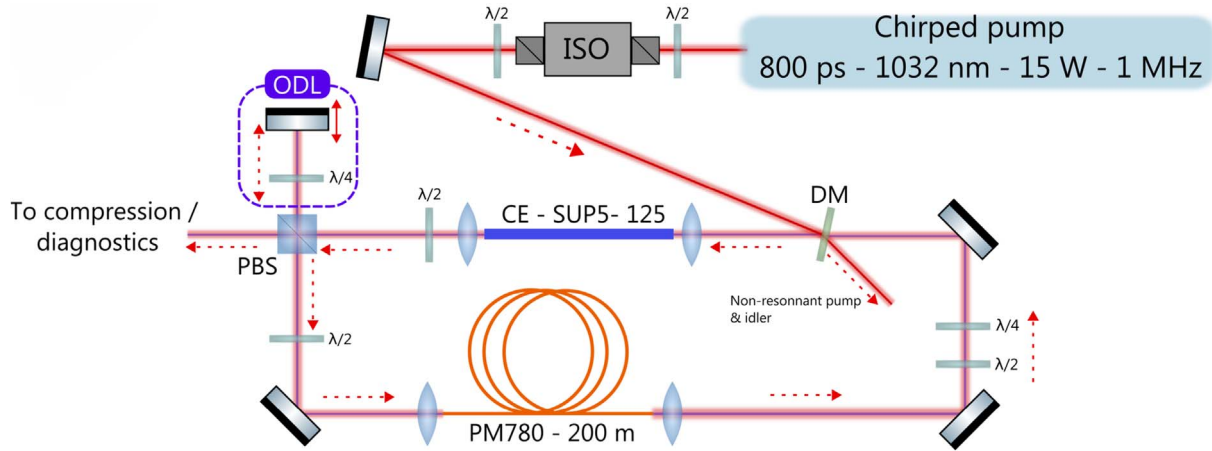 λ/2
ISO
λ/2
Chirped pump
800 ps - 1032 nm - 15 W - 1 MHz
ODL
λ/4
λ/2
CE - SUP5- 125
DM
To compression /
diagnostics
PBS
Non-resonnant pump
& idler
λ/4
λ/2
λ/2
PM780 - 200 m